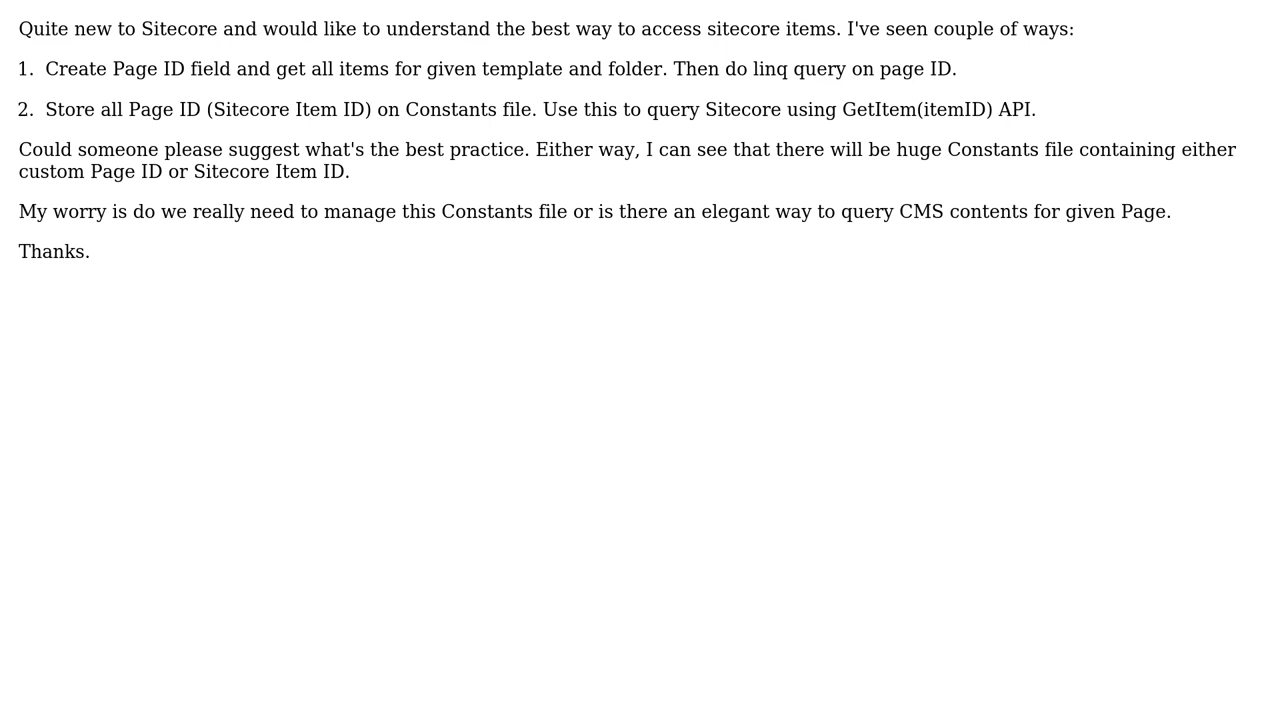 Quite new to Sitecore and would like to understand the best way to access sitecore items. I've seen couple of ways:
1. Create Page ID field and get all items for given template and folder. Then do linq query on page ID.
2. Store all Page ID (Sitecore Item ID) on Constants file. Use this to query Sitecore using GetItem(itemID) API.
Could someone please suggest what's the best practice. Either way, I can see that there will be huge Constants file containing either
custom Page ID or Sitecore Item ID.
My worry is do we really need to manage this Constants file or is there an elegant way to query CMS contents for given Page.
Thanks.